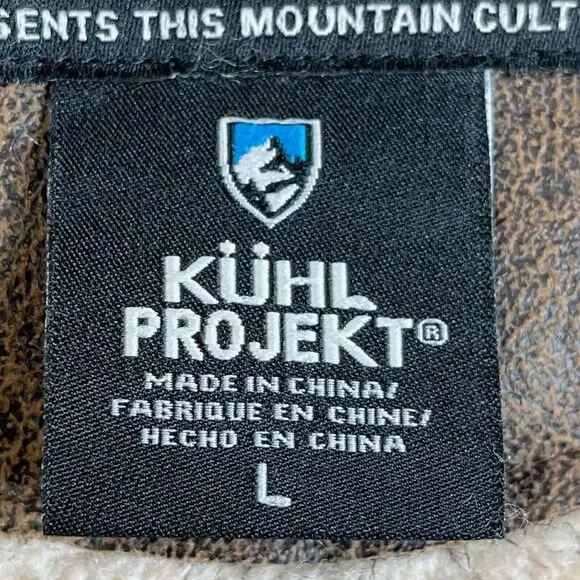 SENTS THIS MOUNTAIN CULT
KÜHL
PROJEKT®
MADE IN CHINA/
FABRIQUE EN CHINE/
HECHO EN CHINA
L